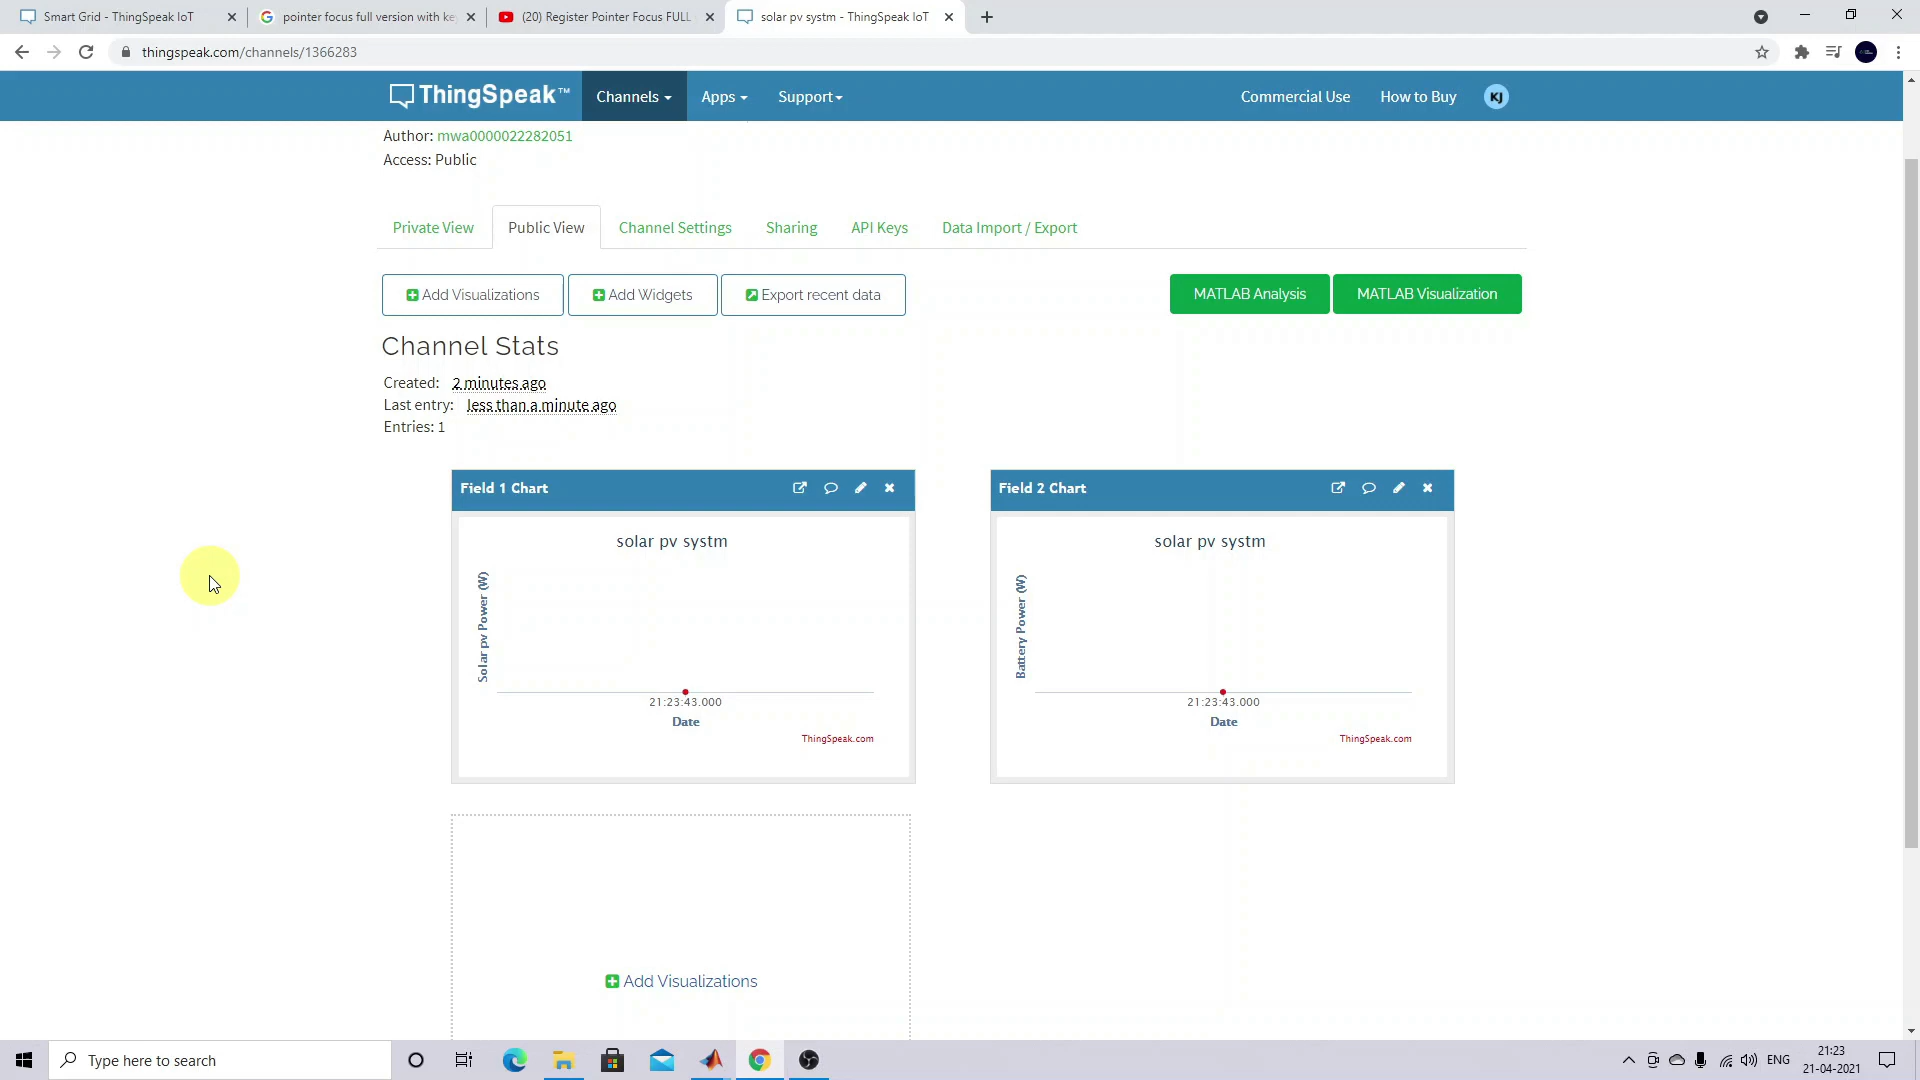 Smart Grid - ThingSpeak IoT
pointer focus full version with ke
(20) Register Pointer Focus FULL
solar pv systm - ThingSpeak IoT
thingspeak.com/channels/1366283
ThingSpeak™
Channels
Apps
Support
Commercial Use
How to Buy
KJ
Author: mwa0000022282051
Access: Public
Private View
Public View
Channel Settings
Sharing
API Keys
Data Import / Export
Add Visualizations
Add Widgets
Export recent data
MATLAB Analysis
MATLAB Visualization
Channel Stats
Created: 2 minutes ago
Last entry: less than a minute ago
Entries: 1
Field 1 Chart
solar pv systm
Solar pv Power (W)
21:23:43.000
Date
ThingSpeak.com
Field 2 Chart
solar pv systm
Battery Power (W)
21:23:43.000
Date
ThingSpeak.com
Add Visualizations
Type here to search
ENG
21:23
21-04-2021